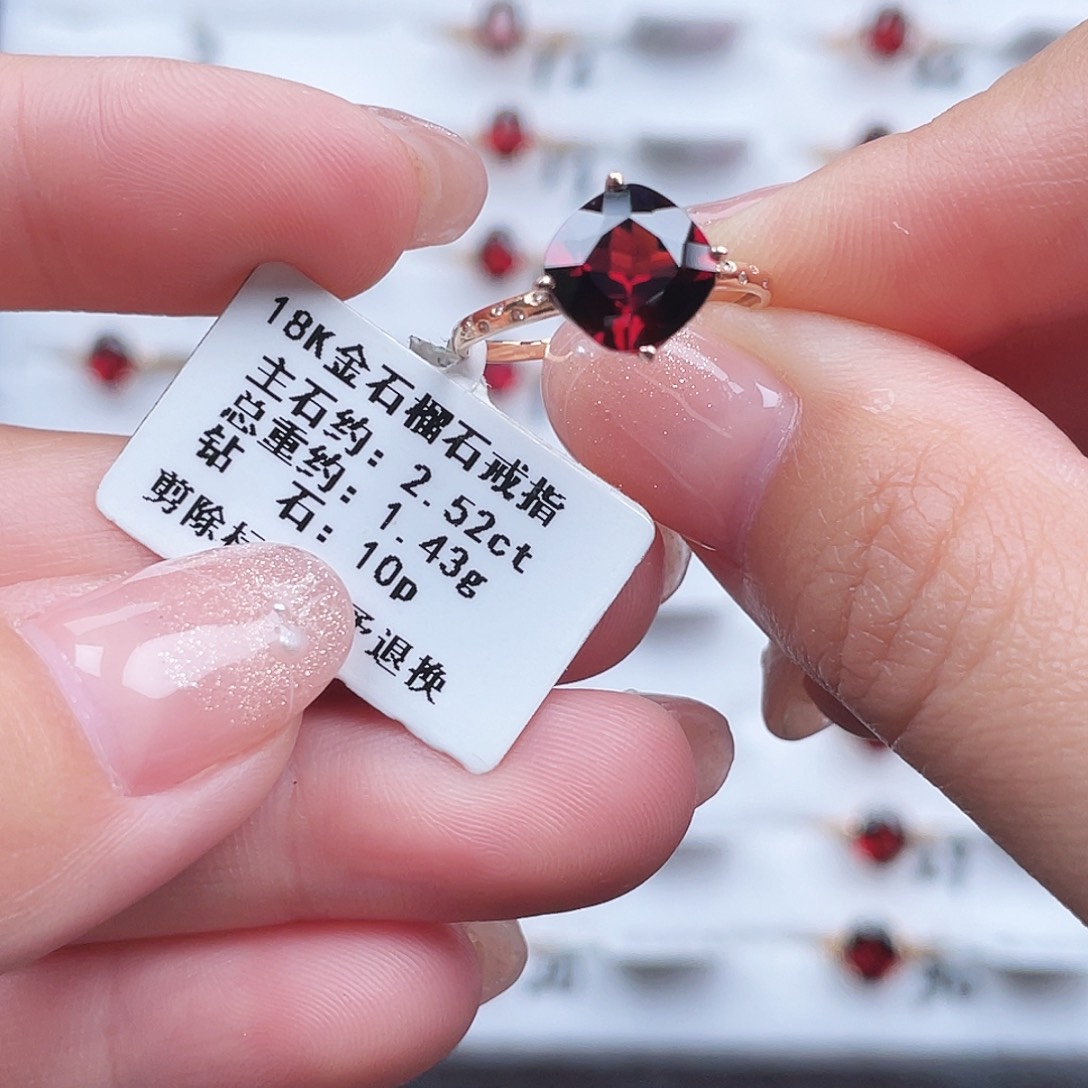 18K金石榴石戒指
主石约: 2.52ct
总重约: 1.43g
钻 石: 10p
剪除标 退换